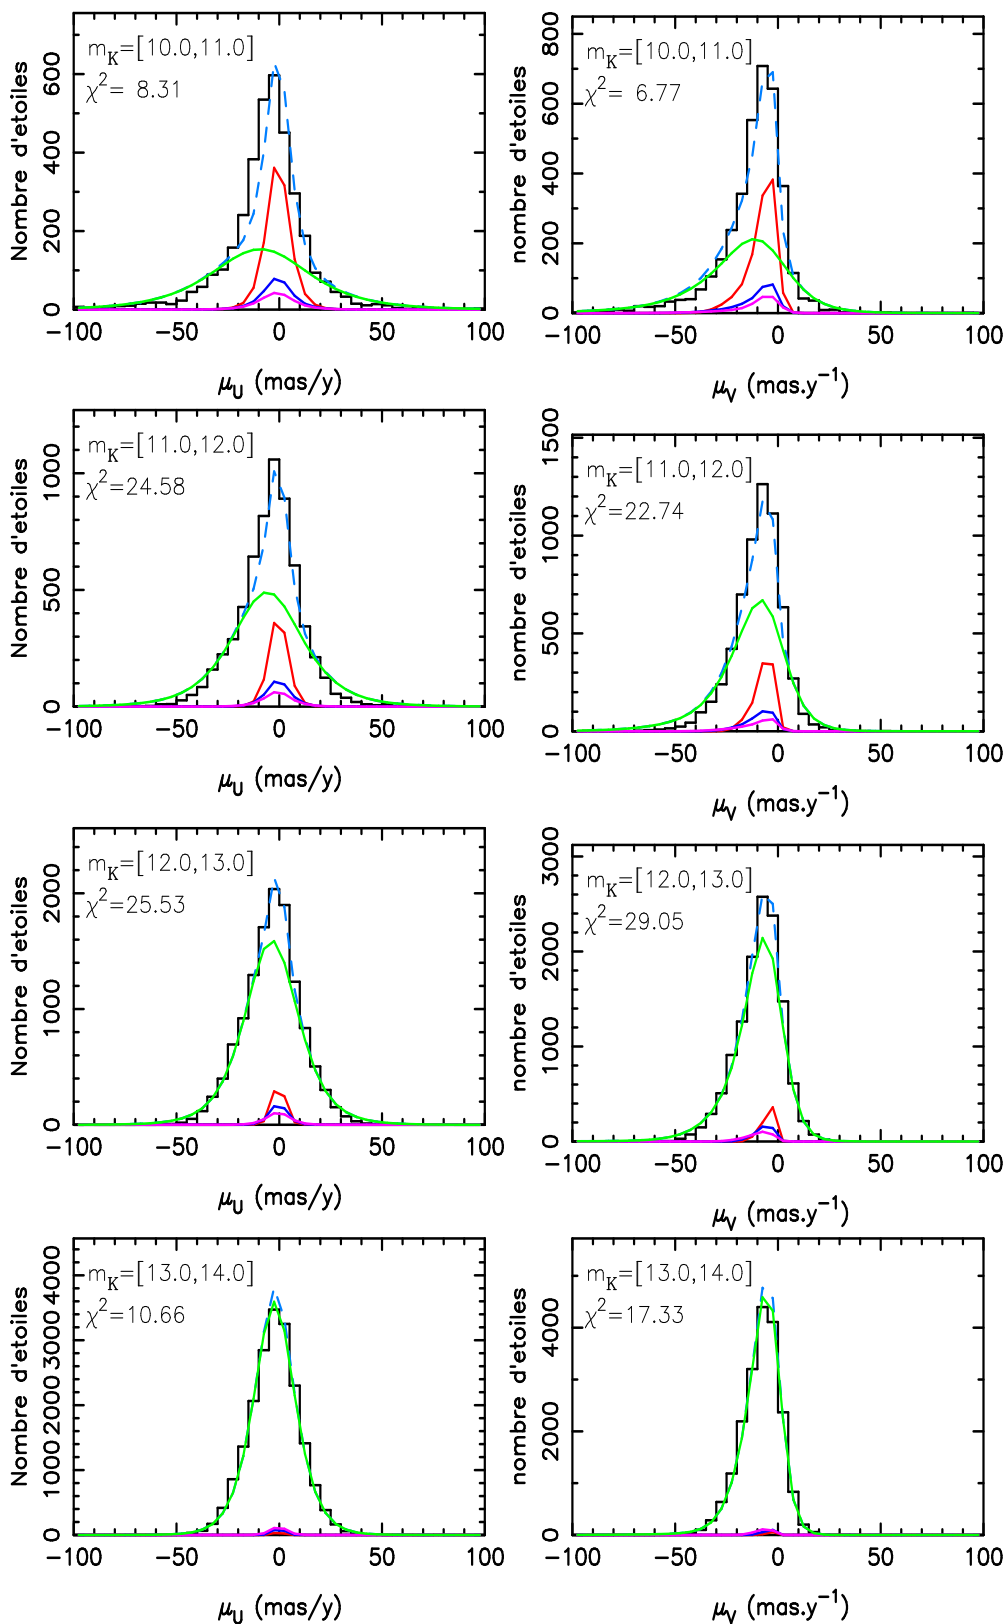 m_K=[10.0,11.0]
χ²= 8.31
Nombre d'etoiles
0 200 400 600
−100 −50 0 50 100
μ_U (mas/y)
m_K=[10.0,11.0]
χ²= 6.77
nombre d'etoiles
0 200 400 600 800
−100 −50 0 50 100
μ_V (mas.y⁻¹)
m_K=[11.0,12.0]
χ²=24.58
Nombre d'etoiles
0 500 1000
−100 −50 0 50 100
μ_U (mas/y)
m_K=[11.0,12.0]
χ²=22.74
nombre d'etoiles
0 500 1000 1500
−100 −50 0 50 100
μ_V (mas.y⁻¹)
m_K=[12.0,13.0]
χ²=25.53
Nombre d'etoiles
0 1000 2000
−100 −50 0 50 100
μ_U (mas/y)
m_K=[12.0,13.0]
χ²=29.05
nombre d'etoiles
0 1000 2000 3000
−100 −50 0 50 100
μ_V (mas.y⁻¹)
m_K=[13.0,14.0]
χ²=10.66
Nombre d'etoiles
0 1000 2000 3000 4000
−100 −50 0 50 100
μ_U (mas/y)
m_K=[13.0,14.0]
χ²=17.33
nombre d'etoiles
0 2000 4000
−100 −50 0 50 100
μ_V (mas.y⁻¹)